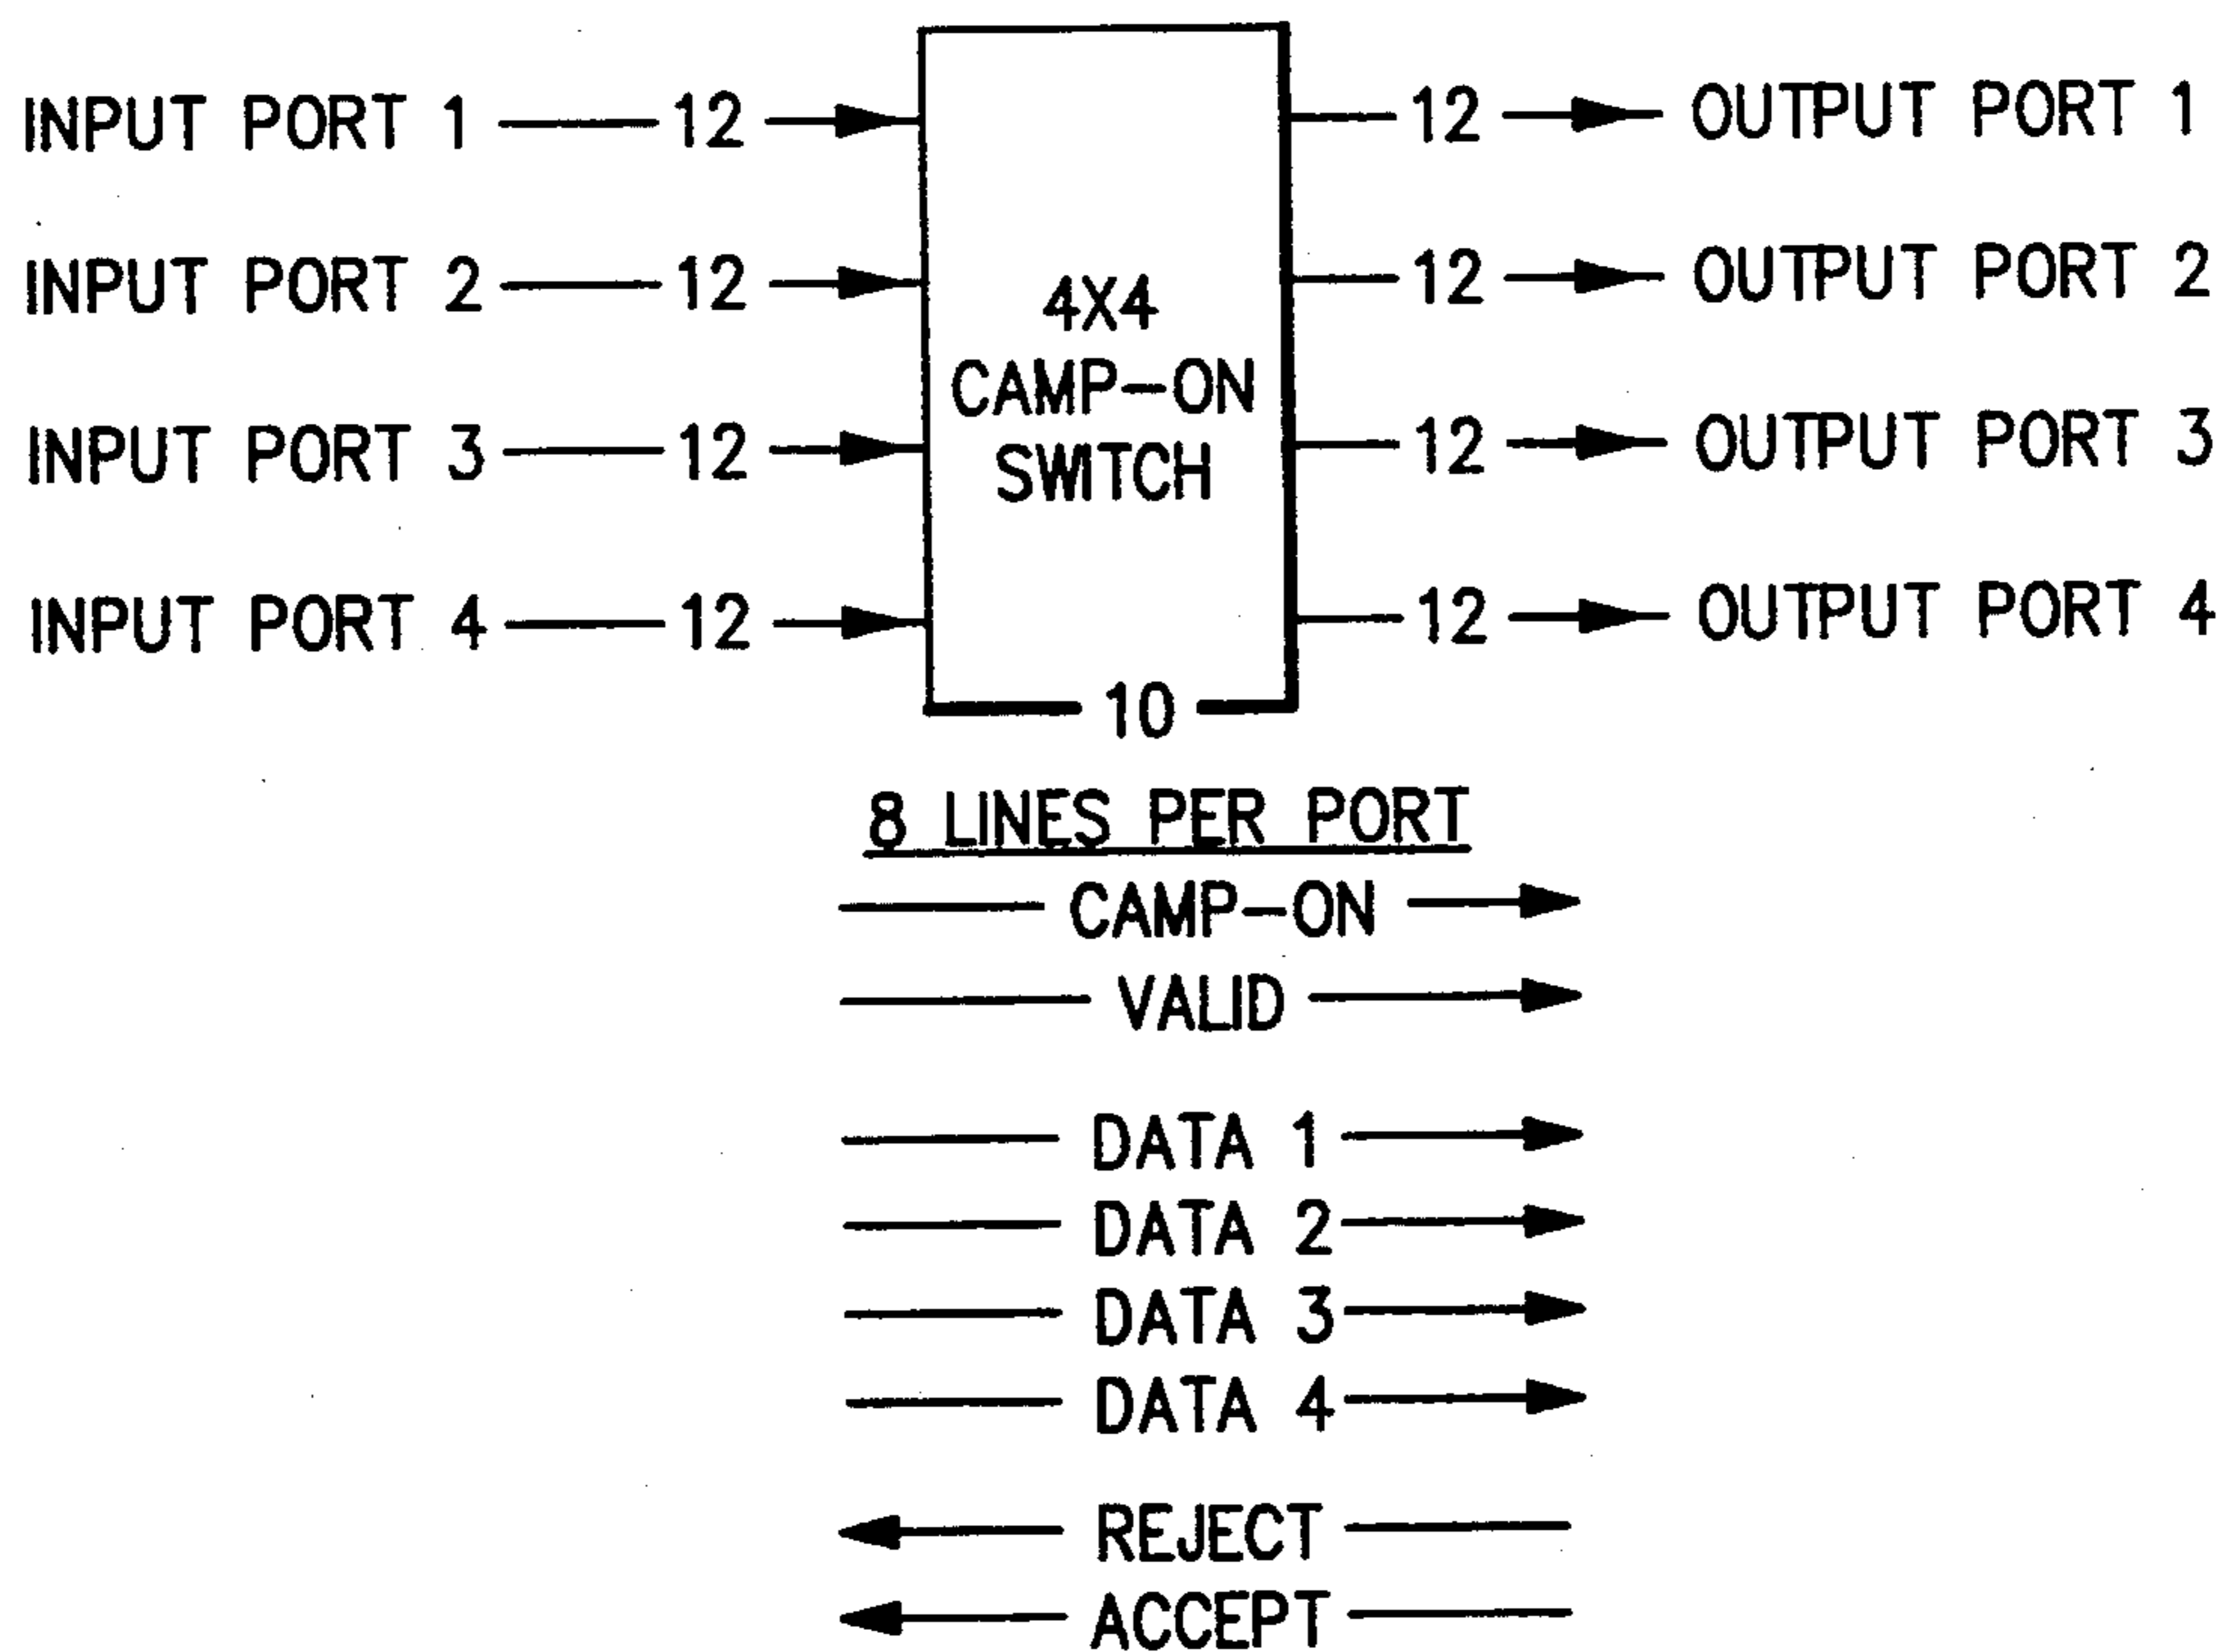 INPUT PORT 1 12 12 OUTPUT PORT 1
INPUT PORT 2 12 12 OUTPUT PORT 2
4X4
CAMP-ON
SWITCH
INPUT PORT 3 12 12 OUTPUT PORT 3
INPUT PORT 4 12 12 OUTPUT PORT 4
10
8 LINES PER PORT
CAMP-ON
VALID
DATA 1
DATA 2
DATA 3
DATA 4
REJECT
ACCEPT